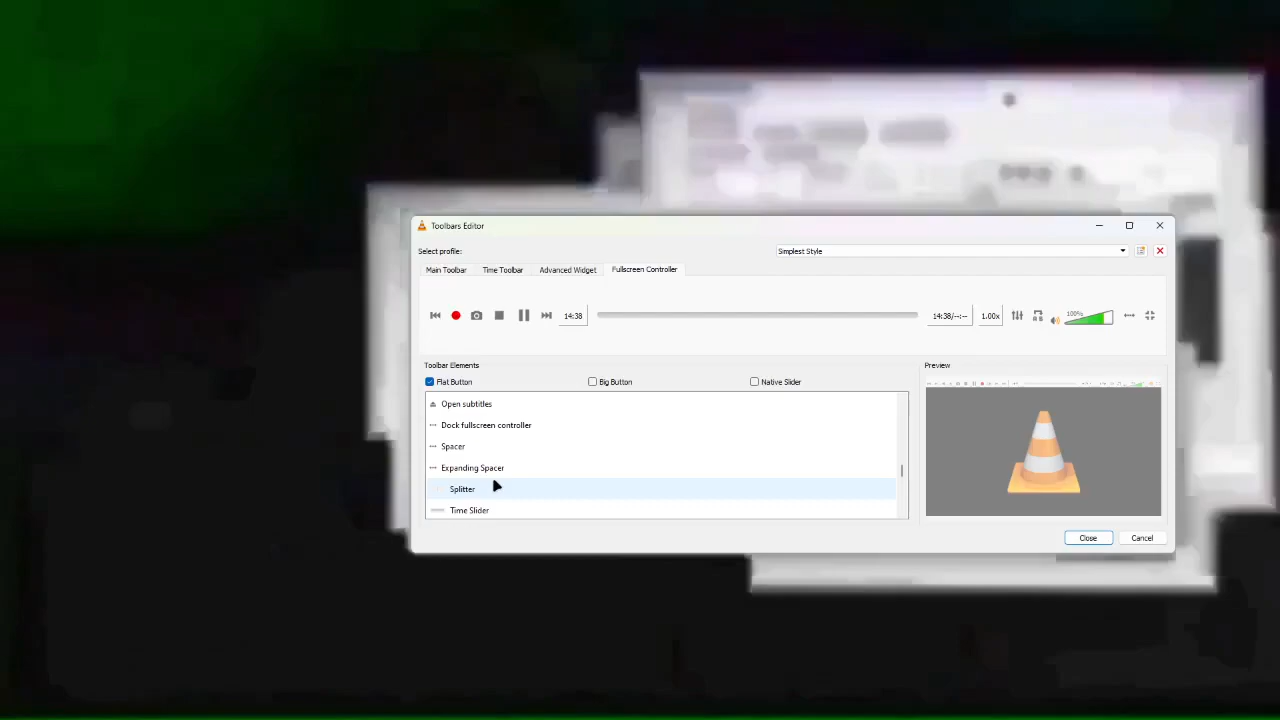 Toolbars Editor
Select profile:
Simplest Style
Main Toolbar
Time Toolbar
Advanced Widget
Fullscreen Controller
14:38
14:38/--:--
1.00x
100%
Toolbar Elements
Preview
Flat Button
Big Button
Native Slider
Open subtitles
Dock fullscreen controller
Spacer
Expanding Spacer
Splitter
Time Slider
Close
Cancel